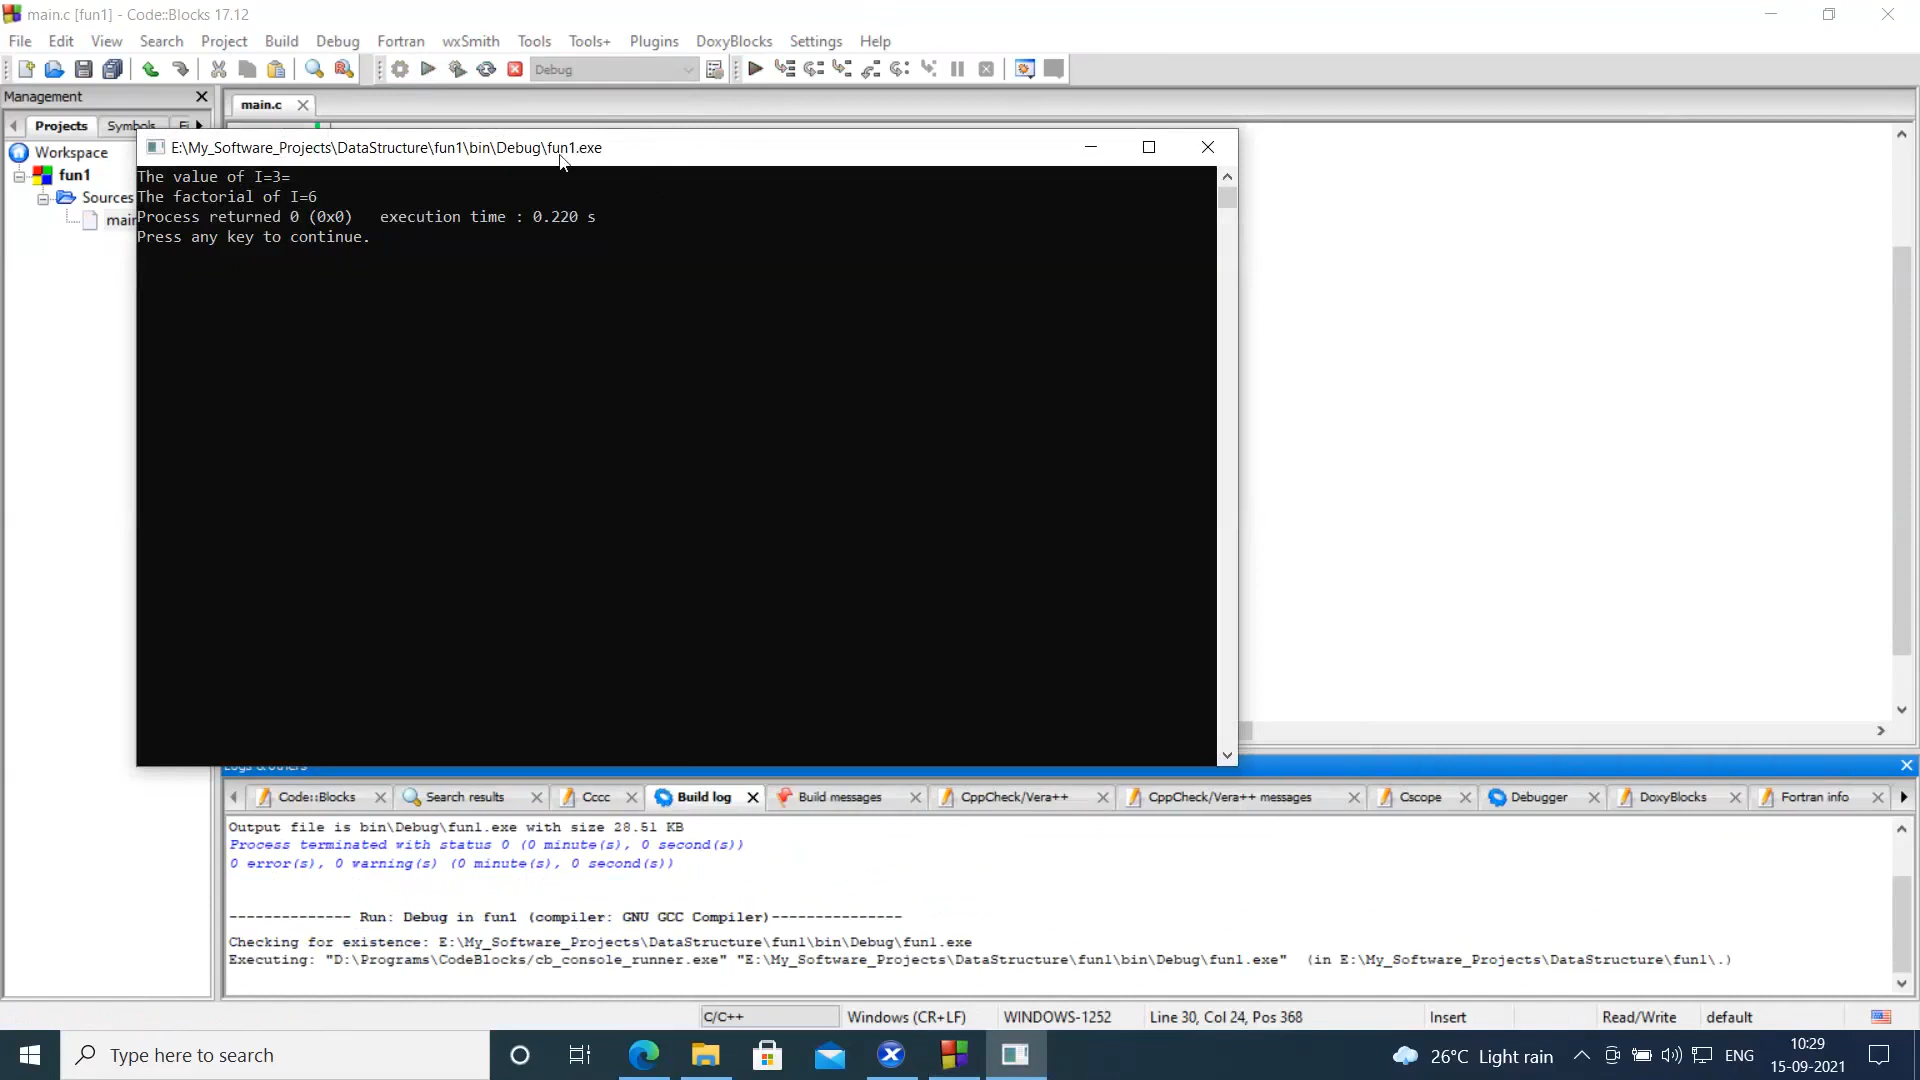 main.c [fun1] - Code::Blocks 17.12
File Edit View Search Project Build Debug Fortran wxSmith Tools Tools+ Plugins DoxyBlocks Settings Help
Debug
Management
main.c
Projects Symbols
Workspace
fun1
Sources
E:\My_Software_Projects\DataStructure\fun1\bin\Debug\fun1.exe
The value of I=3=
The factorial of I=6
Process returned 0 (0x0)   execution time : 0.220 s
Press any key to continue.
Logs & others
Code::Blocks Search results Cccc Build log Build messages CppCheck/Vera++ CppCheck/Vera++ messages Cscope Debugger DoxyBlocks Fortran info
Output file is bin\Debug\fun1.exe with size 28.51 KB
Process terminated with status 0 (0 minute(s), 0 second(s))
0 error(s), 0 warning(s) (0 minute(s), 0 second(s))
-------------- Run: Debug in fun1 (compiler: GNU GCC Compiler)---------------
Checking for existence: E:\My_Software_Projects\DataStructure\fun1\bin\Debug\fun1.exe
Executing: "D:\Programs\CodeBlocks/cb_console_runner.exe" "E:\My_Software_Projects\DataStructure\fun1\bin\Debug\fun1.exe"  (in E:\My_Software_Projects\DataStructure\fun1\.)
C/C++ Windows (CR+LF) WINDOWS-1252 Line 30, Col 24, Pos 368 Insert Read/Write default
Type here to search
26°C Light rain
ENG
10:29
15-09-2021